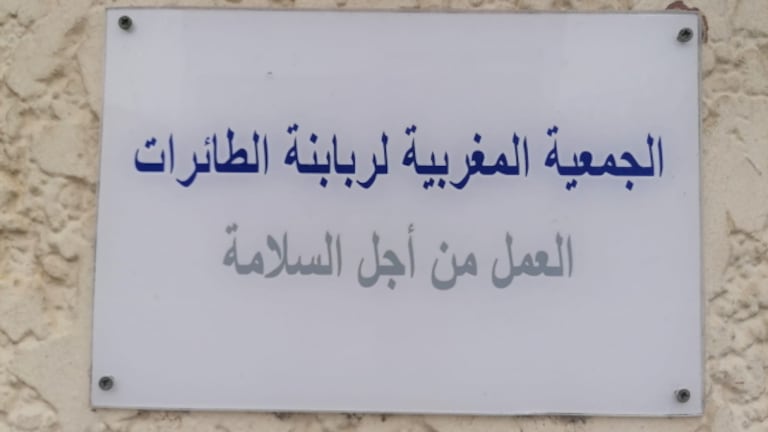 الجمعية المغربية لربابنة الطائرات
العمل من أجل السلامة